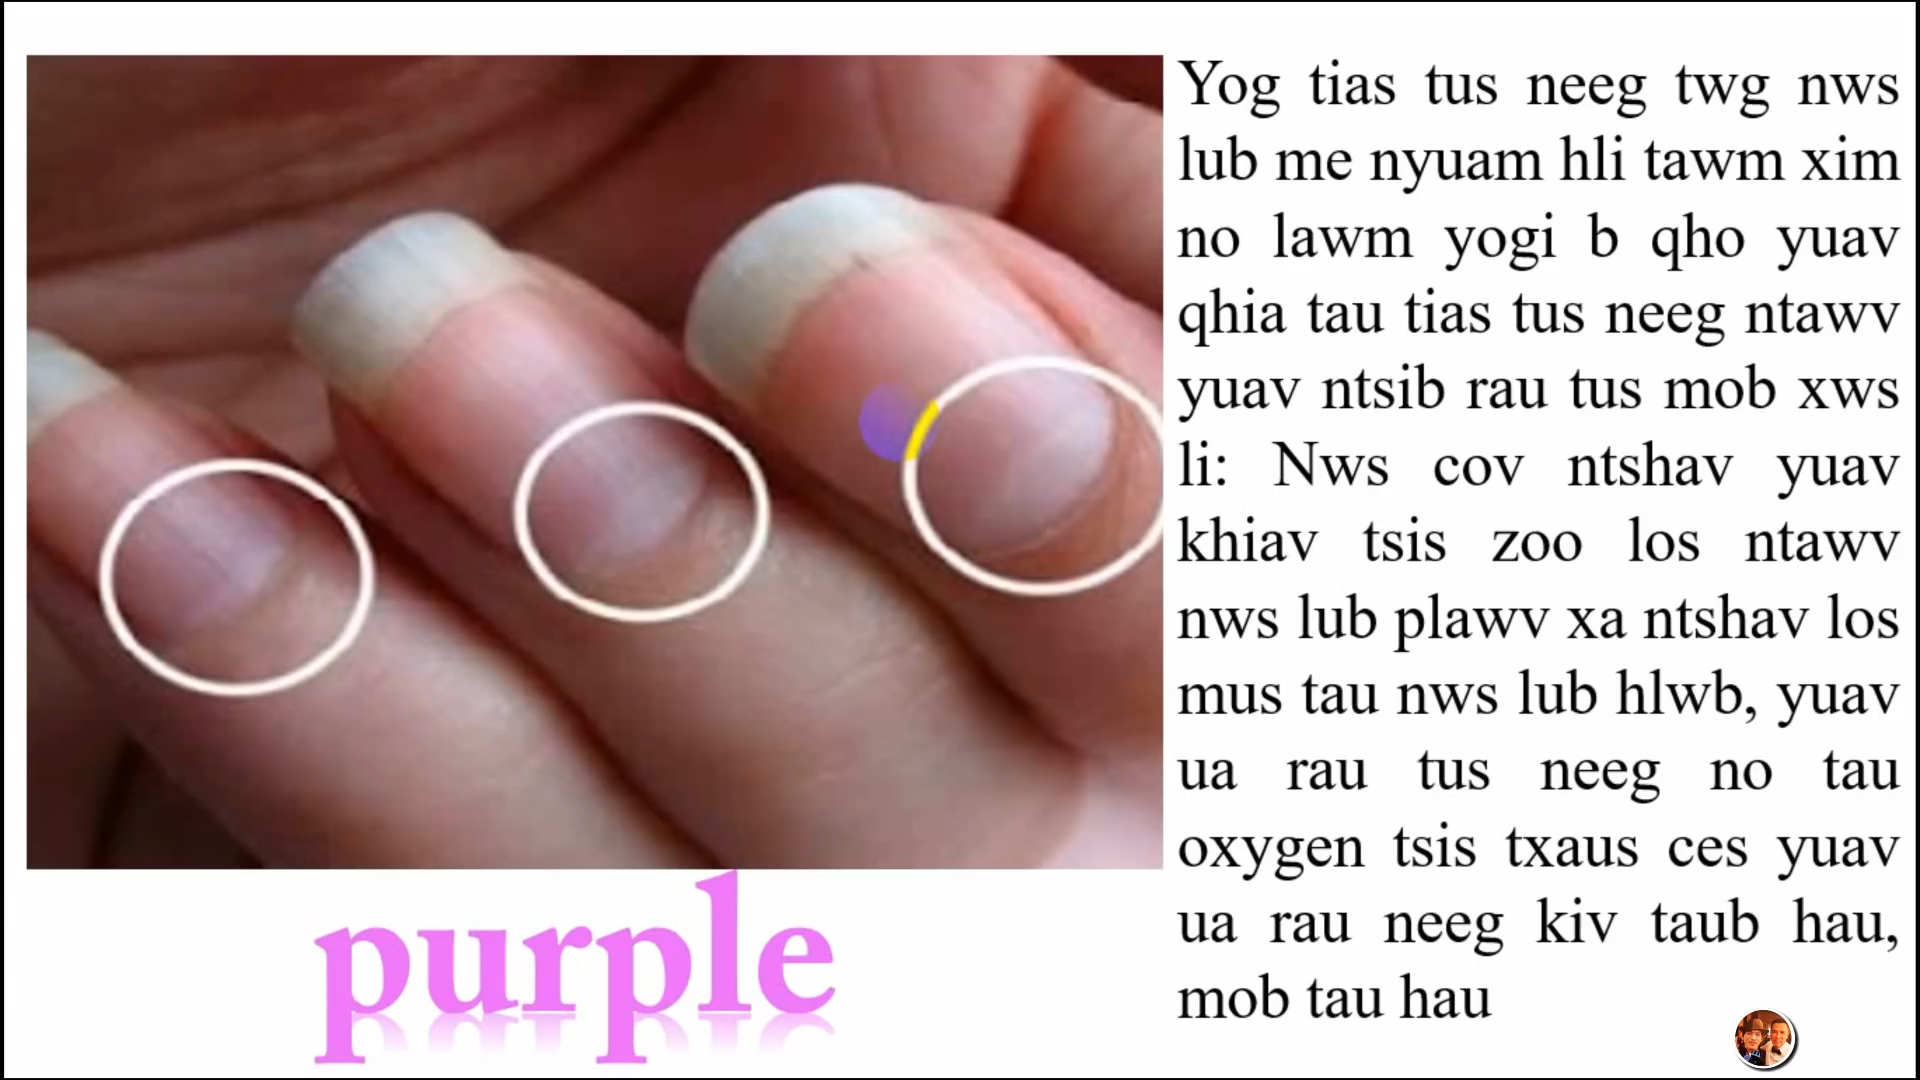 Yog tias tus neeg twg nws
lub me nyuam hli tawm xim
no lawm yogi b qho yuav
qhia tau tias tus neeg ntawv
yuav ntsib rau tus mob xws
li: Nws cov ntshav yuav
khiav tsis zoo los ntawv
nws lub plawv xa ntshav los
mus tau nws lub hlwb, yuav
ua rau tus neeg no tau
oxygen tsis txaus ces yuav
ua rau neeg kiv taub hau,
mob tau hau
purple